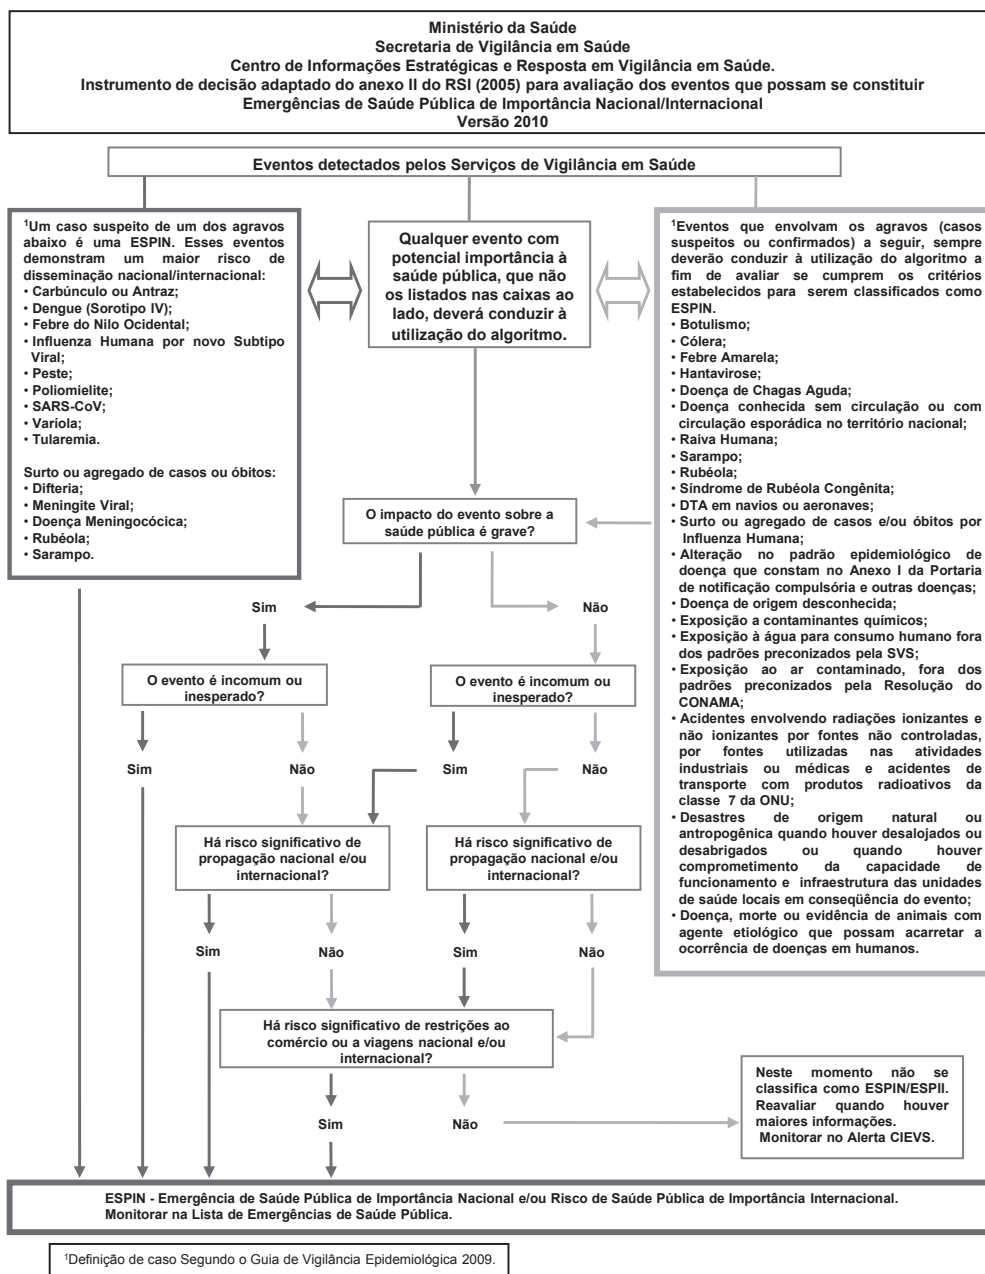 Ministério da Saúde
Secretaria de Vigilância em Saúde
Centro de Informações Estratégicas e Resposta em Vigilância em Saúde.
Instrumento de decisão adaptado do anexo II do RSI (2005) para avaliação dos eventos que possam se constituir
Emergências de Saúde Pública de Importância Nacional/Internacional
Versão 2010
Eventos detectados pelos Serviços de Vigilância em Saúde
¹Um caso suspeito de um dos agravos
abaixo é uma ESPIN. Esses eventos
demonstram um maior risco de
disseminação nacional/internacional:
• Carbúnculo ou Antraz;
• Dengue (Sorotipo IV);
• Febre do Nilo Ocidental;
• Influenza Humana por novo Subtipo
Viral;
• Peste;
• Poliomielite;
• SARS-CoV;
• Varíola;
• Tularemia.
Surto ou agregado de casos ou óbitos:
• Difteria;
• Meningite Viral;
• Doença Meningocócica;
• Rubéola;
• Sarampo.
Qualquer evento com
potencial importância à
saúde pública, que não
os listados nas caixas ao
lado, deverá conduzir à
utilização do algoritmo.
¹Eventos que envolvam os agravos (casos
suspeitos ou confirmados) a seguir, sempre
deverão conduzir à utilização do algoritmo a
fim de avaliar se cumprem os critérios
estabelecidos para serem classificados como
ESPIN.
• Botulismo;
• Cólera;
• Febre Amarela;
• Hantavirose;
• Doença de Chagas Aguda;
• Doença conhecida sem circulação ou com
circulação esporádica no território nacional;
• Raiva Humana;
• Sarampo;
• Rubéola;
• Síndrome de Rubéola Congênita;
• DTA em navios ou aeronaves;
• Surto ou agregado de casos e/ou óbitos por
Influenza Humana;
• Alteração no padrão epidemiológico de
doença que constam no Anexo I da Portaria
de notificação compulsória e outras doenças;
• Doença de origem desconhecida;
• Exposição a contaminantes químicos;
• Exposição à água para consumo humano fora
dos padrões preconizados pela SVS;
• Exposição ao ar contaminado, fora dos
padrões preconizados pela Resolução do
CONAMA;
• Acidentes envolvendo radiações ionizantes e
não ionizantes por fontes não controladas,
por fontes utilizadas nas atividades
industriais ou médicas e acidentes de
transporte com produtos radioativos da
classe 7 da ONU;
• Desastres de origem natural ou
antropogênica quando houver desalojados ou
desabrigados ou quando houver
comprometimento da capacidade de
funcionamento e infraestrutura das unidades
de saúde locais em conseqüência do evento;
• Doença, morte ou evidência de animais com
agente etiológico que possam acarretar a
ocorrência de doenças em humanos.
O impacto do evento sobre a
saúde pública é grave?
Sim
Não
O evento é incomum ou
inesperado?
O evento é incomum ou
inesperado?
Sim
Não
Sim
Não
Há risco significativo de
propagação nacional e/ou
internacional?
Há risco significativo de
propagação nacional e/ou
internacional?
Sim
Não
Sim
Não
Há risco significativo de restrições ao
comércio ou a viagens nacional e/ou
internacional?
Sim
Não
Neste momento não se
classifica como ESPIN/ESPII.
Reavaliar quando houver
maiores informações.
Monitorar no Alerta CIEVS.
ESPIN - Emergência de Saúde Pública de Importância Nacional e/ou Risco de Saúde Pública de Importância Internacional.
Monitorar na Lista de Emergências de Saúde Pública.
¹Definição de caso Segundo o Guia de Vigilância Epidemiológica 2009.